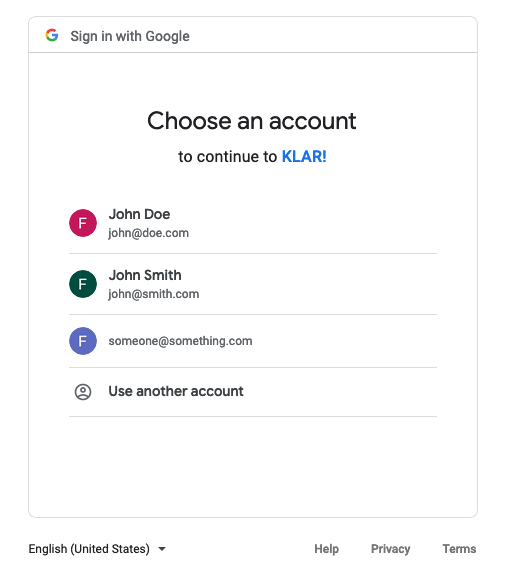 Sign in with Google
Choose an account
to continue to KLAR!
F
John Doe
john@doe.com
F
John Smith
john@smith.com
F
someone@something.com
Use another account
English (United States)
Help Privacy Terms